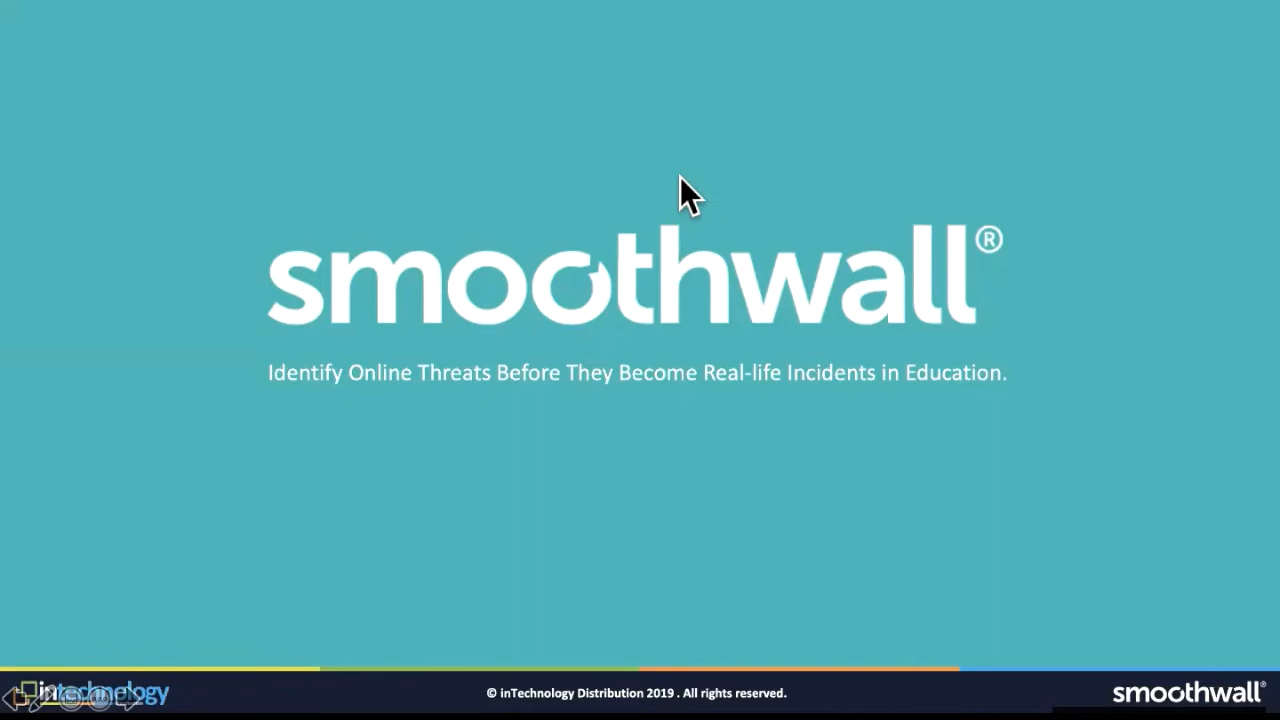 smoothwall®
Identify Online Threats Before They Become Real-life Incidents in Education.
intechnology
© inTechnology Distribution 2019 . All rights reserved.
smoothwall®